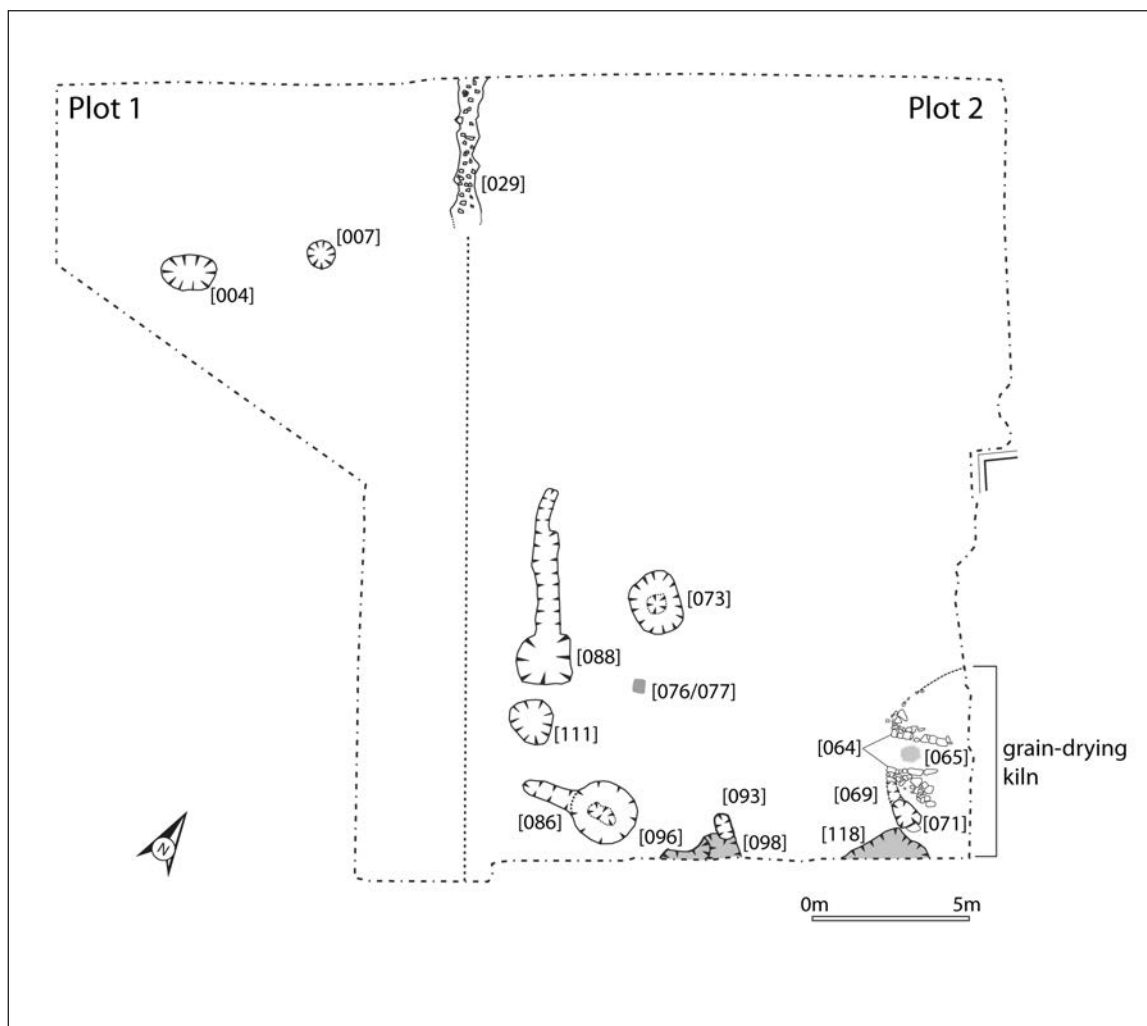 Plot 1
Plot 2
[029]
[007]
[004]
[073]
[088]
[076/077]
[111]
[064]
[065]
grain-drying
kiln
[069]
[093]
[086]
[071]
[096]
[098]
[118]
N
0m
5m